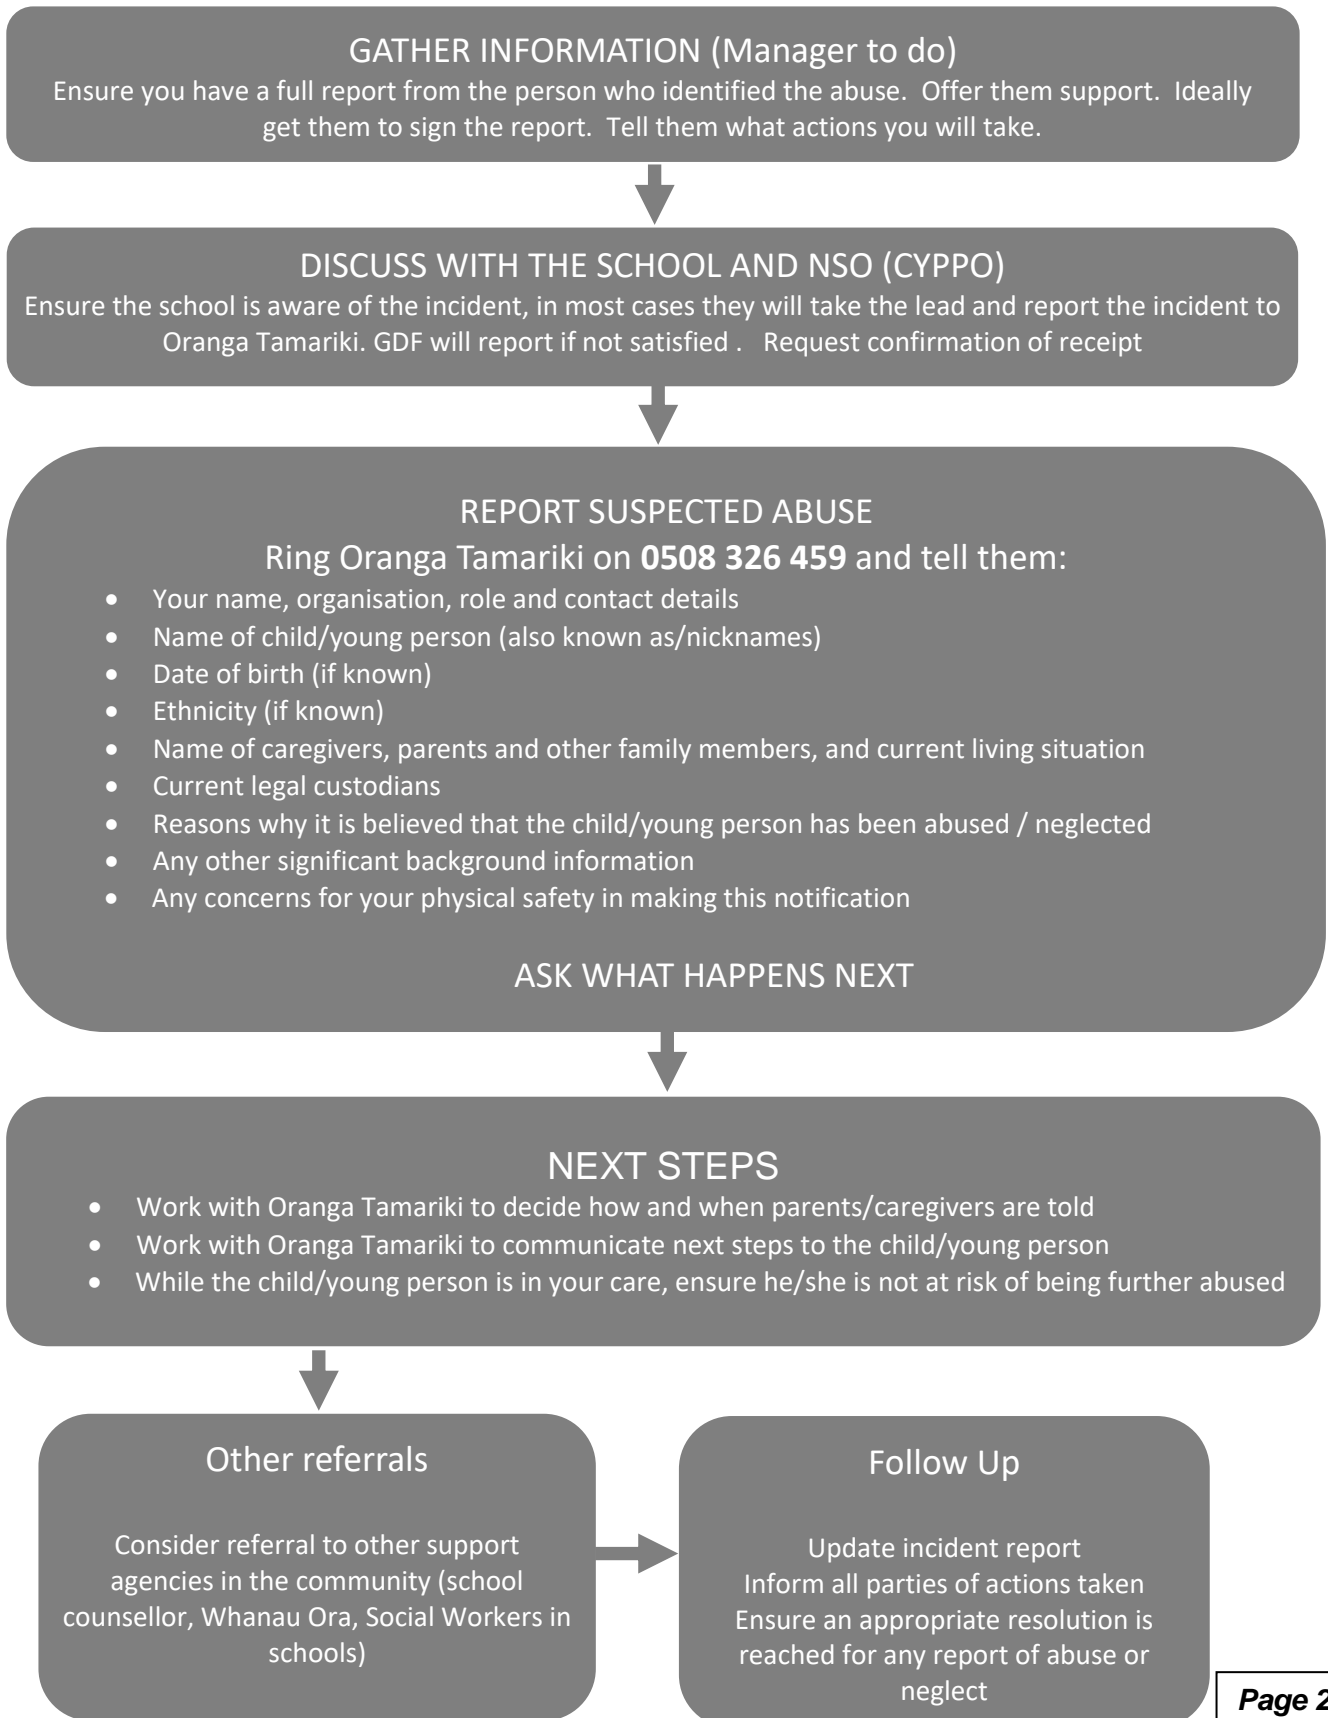 GATHER INFORMATION (Manager to do)
Ensure you have a full report from the person who identified the abuse.  Offer them support.  Ideally
get them to sign the report.  Tell them what actions you will take.
DISCUSS WITH THE SCHOOL AND NSO (CYPPO)
Ensure the school is aware of the incident, in most cases they will take the lead and report the incident to
Oranga Tamariki. GDF will report if not satisfied .   Request confirmation of receipt
REPORT SUSPECTED ABUSE
Ring Oranga Tamariki on 0508 326 459 and tell them:
• Your name, organisation, role and contact details
• Name of child/young person (also known as/nicknames)
• Date of birth (if known)
• Ethnicity (if known)
• Name of caregivers, parents and other family members, and current living situation
• Current legal custodians
• Reasons why it is believed that the child/young person has been abused / neglected
• Any other significant background information
• Any concerns for your physical safety in making this notification
ASK WHAT HAPPENS NEXT
NEXT STEPS
• Work with Oranga Tamariki to decide how and when parents/caregivers are told
• Work with Oranga Tamariki to communicate next steps to the child/young person
• While the child/young person is in your care, ensure he/she is not at risk of being further abused
Other referrals
Consider referral to other support
agencies in the community (school
counsellor, Whanau Ora, Social Workers in
schools)
Follow Up
Update incident report
Inform all parties of actions taken
Ensure an appropriate resolution is
reached for any report of abuse or
neglect
Page 2